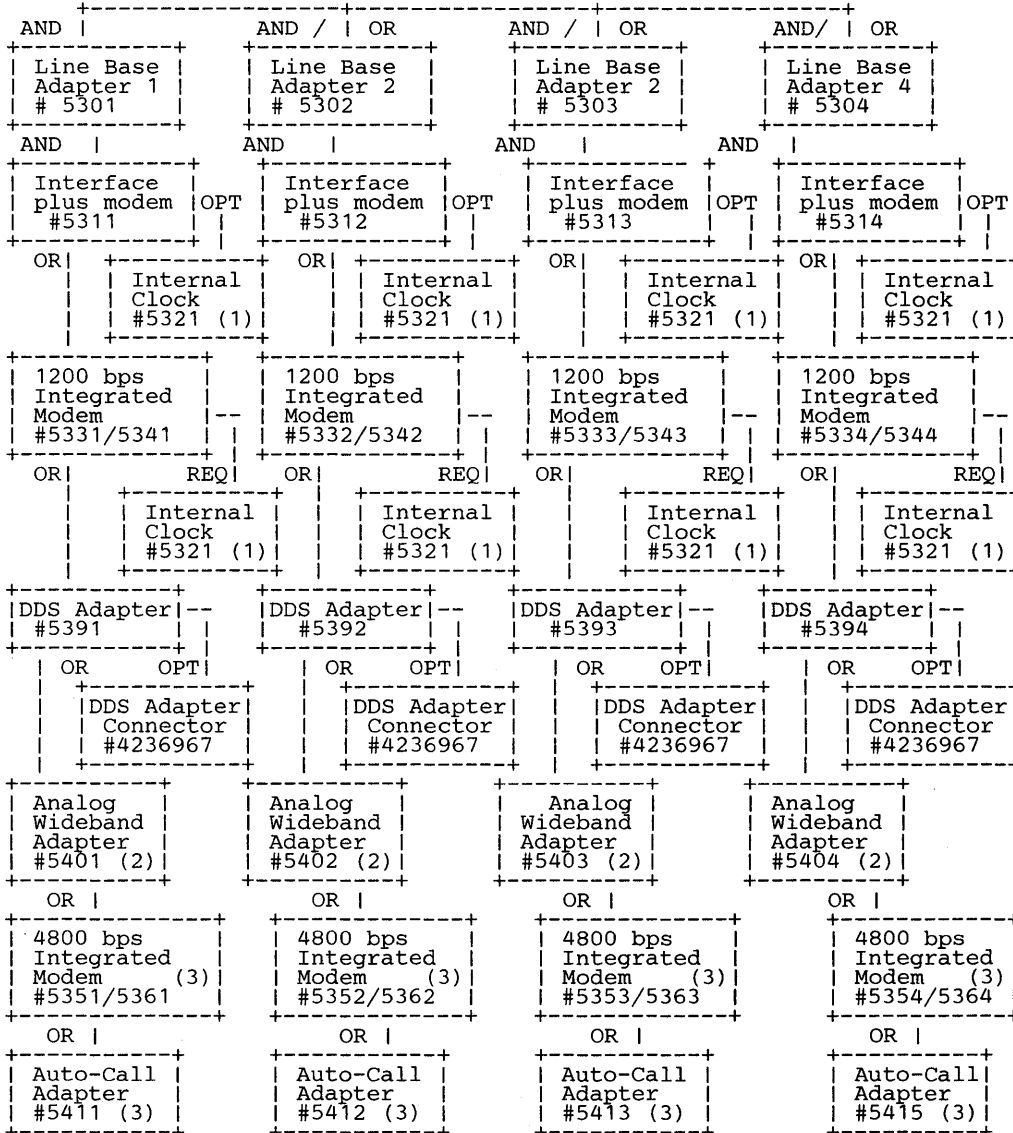 AND AND / OR AND / OR AND/ OR
Line Base Line Base Line Base Line Base
Adapter 1 Adapter 2 Adapter 2 Adapter 4
# 5301 # 5302 # 5303 # 5304
AND AND AND AND
Interface Interface Interface Interface
plus modem OPT plus modem OPT plus modem OPT plus modem OPT
#5311 #5312 #5313 #5314
OR OR OR OR
Internal Internal Internal Internal
Clock Clock Clock Clock
#5321 (1) #5321 (1) #5321 (1) #5321 (1)
1200 bps 1200 bps 1200 bps 1200 bps
Integrated Integrated Integrated Integrated
Modem Modem Modem Modem
#5331/5341 #5332/5342 #5333/5343 #5334/5344
OR REQ OR REQ OR REQ OR REQ
Internal Internal Internal Internal
Clock Clock Clock Clock
#5321 (1) #5321 (1) #5321 (1) #5321 (1)
DDS Adapter DDS Adapter DDS Adapter DDS Adapter
#5391 #5392 #5393 #5394
OR OPT OR OPT OR OPT OR OPT
DDS Adapter DDS Adapter DDS Adapter DDS Adapter
Connector Connector Connector Connector
#4236967 #4236967 #4236967 #4236967
Analog Analog Analog Analog
Wideband Wideband Wideband Wideband
Adapter Adapter Adapter Adapter
#5401 (2) #5402 (2) #5403 (2) #5404 (2)
OR OR OR OR
4800 bps 4800 bps 4800 bps 4800 bps
Integrated Integrated Integrated Integrated
Modem (3) Modem (3) Modem (3) Modem (3)
#5351/5361 #5352/5362 #5353/5363 #5354/5364
OR OR OR OR
Auto-Call Auto-Call Auto-Call Auto-Call
Adapter Adapter Adapter Adapter
#5411 (3) #5412 (3) #5413 (3) #5415 (3)